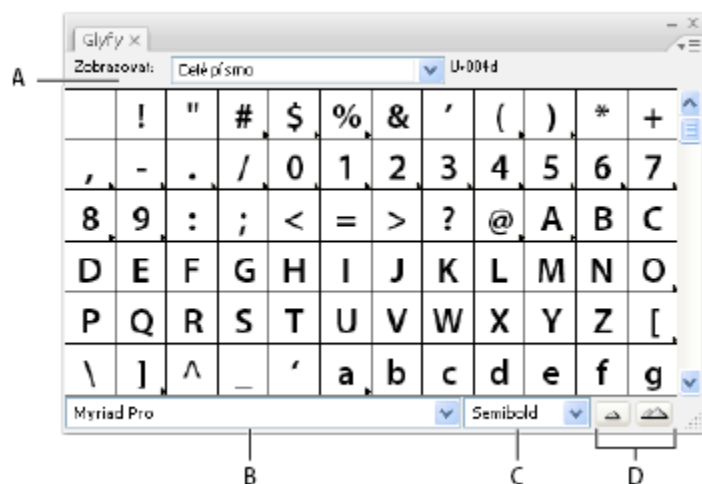 Glyfy ×
A Zobrazovat: Celé písmo U+004d
! " # $ % & ′ ( ) * +
, - . / 0 1 2 3 4 5 6 7
8 9 : ; < = > ? @ A B C
D E F G H I J K L M N O
P Q R S T U V W X Y Z [
\ ] ^ _ ‘ a b c d e f g
Myriad Pro Semibold
B C D